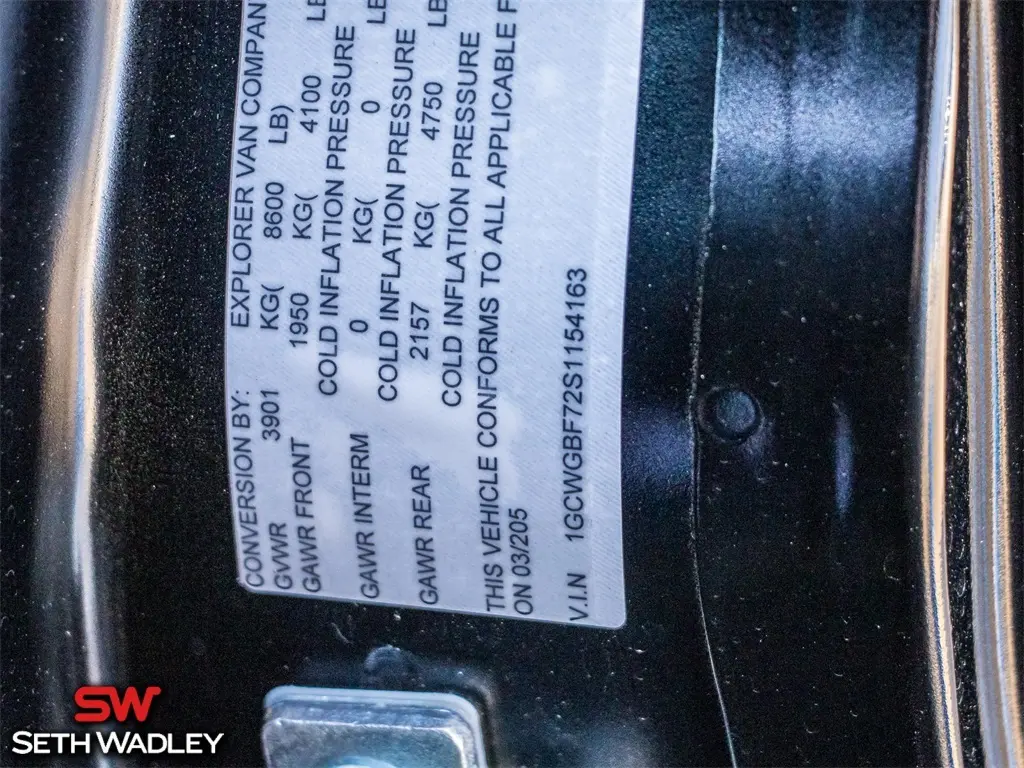 CONVERSION BY: EXPLORER VAN COMPAN
GVWR 3901 KG( 8600 LB)
GAWR FRONT 1950 KG( 4100 LB
COLD INFLATION PRESSURE
GAWR INTERM 0 KG( 0 LB
COLD INFLATION PRESSURE
GAWR REAR 2157 KG( 4750 LB
COLD INFLATION PRESSURE
THIS VEHICLE CONFORMS TO ALL APPLICABLE F
ON 03/205
V.I.N 1GCWGBF72S1154163
SW
SETH WADLEY